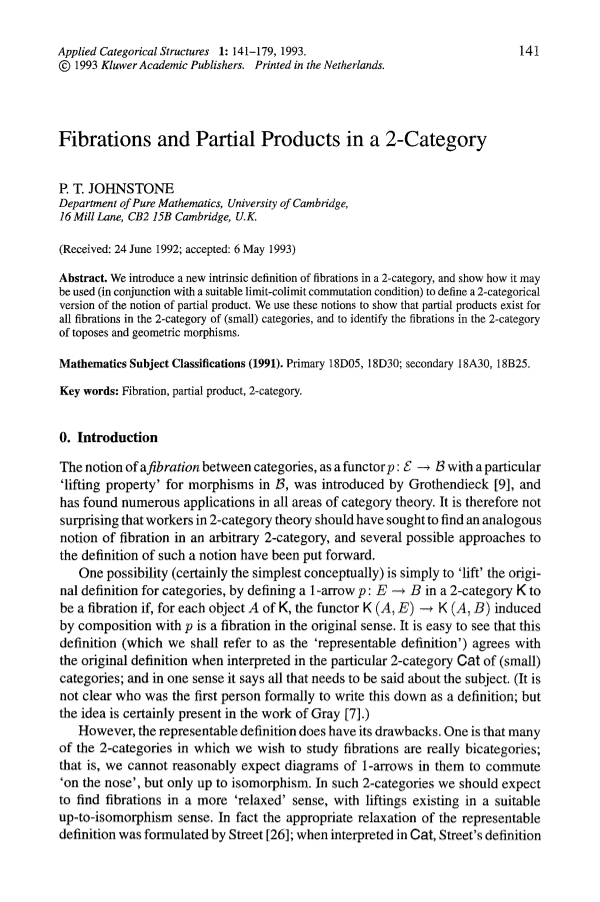 Applied Categorical Structures 1: 141–179, 1993. 141
© 1993 Kluwer Academic Publishers. Printed in the Netherlands.
Fibrations and Partial Products in a 2-Category
P. T. JOHNSTONE
Department of Pure Mathematics, University of Cambridge,
16 Mill Lane, CB2 15B Cambridge, U.K.
(Received: 24 June 1992; accepted: 6 May 1993)
Abstract. We introduce a new intrinsic definition of fibrations in a 2-category, and show how it may
be used (in conjunction with a suitable limit-colimit commutation condition) to define a 2-categorical
version of the notion of partial product. We use these notions to show that partial products exist for
all fibrations in the 2-category of (small) categories, and to identify the fibrations in the 2-category
of toposes and geometric morphisms.
Mathematics Subject Classifications (1991). Primary 18D05, 18D30; secondary 18A30, 18B25.
Key words: Fibration, partial product, 2-category.
0. Introduction
The notion of a fibration between categories, as a functor p : ℰ → ℬ with a particular
‘lifting property’ for morphisms in ℬ, was introduced by Grothendieck [9], and
has found numerous applications in all areas of category theory. It is therefore not
surprising that workers in 2-category theory should have sought to find an analogous
notion of fibration in an arbitrary 2-category, and several possible approaches to
the definition of such a notion have been put forward.
One possibility (certainly the simplest conceptually) is simply to ‘lift’ the origi-
nal definition for categories, by defining a 1-arrow p : E → B in a 2-category K to
be a fibration if, for each object A of K, the functor K (A, E) → K (A, B) induced
by composition with p is a fibration in the original sense. It is easy to see that this
definition (which we shall refer to as the ‘representable definition’) agrees with
the original definition when interpreted in the particular 2-category Cat of (small)
categories; and in one sense it says all that needs to be said about the subject. (It is
not clear who was the first person formally to write this down as a definition; but
the idea is certainly present in the work of Gray [7].)
However, the representable definition does have its drawbacks. One is that many
of the 2-categories in which we wish to study fibrations are really bicategories;
that is, we cannot reasonably expect diagrams of 1-arrows in them to commute
‘on the nose’, but only up to isomorphism. In such 2-categories we should expect
to find fibrations in a more ‘relaxed’ sense, with liftings existing in a suitable
up-to-isomorphism sense. In fact the appropriate relaxation of the representable
definition was formulated by Street [26]; when interpreted in Cat, Street’s definition